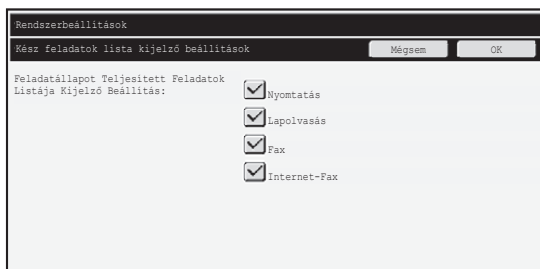 Rendszerbeállítások
Kész feladatok lista kijelző beállítások
Mégsem
OK
Feladatállapot Teljesített Feladatok
Listája Kijelző Beállítás:
Nyomtatás
Lapolvasás
Fax
Internet-Fax